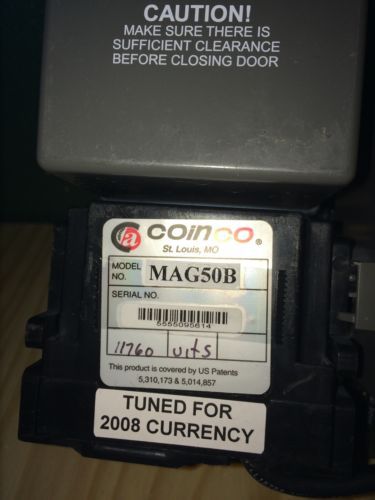 CAUTION!
MAKE SURE THERE IS
SUFFICIENT CLEARANCE
BEFORE CLOSING DOOR
coinco®
St. Louis, MO
MODEL NO. MAG50B
SERIAL NO.
5555095614
11760 units
This product is covered by US Patents
5,310,173 & 5,014,857
TUNED FOR
2008 CURRENCY